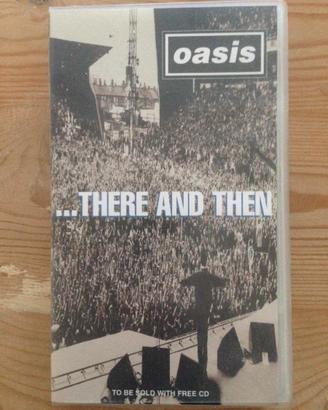 oasis
...THERE AND THEN
TO BE SOLD WITH FREE CD